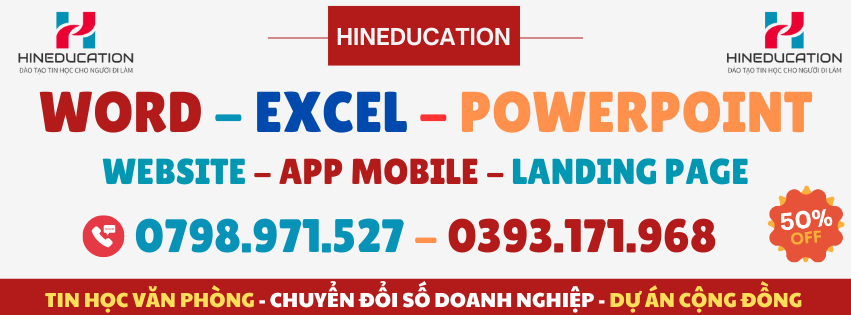 HINEDUCATION
ĐÀO TẠO TIN HỌC CHO NGƯỜI ĐI LÀM
HINEDUCATION
HINEDUCATION
ĐÀO TẠO TIN HỌC CHO NGƯỜI ĐI LÀM
WORD – EXCEL – POWERPOINT
WEBSITE – APP MOBILE – LANDING PAGE
0798.971.527 – 0393.171.968
50%
OFF
TIN HỌC VĂN PHÒNG - CHUYỂN ĐỔI SỐ DOANH NGHIỆP - DỰ ÁN CỘNG ĐỒNG